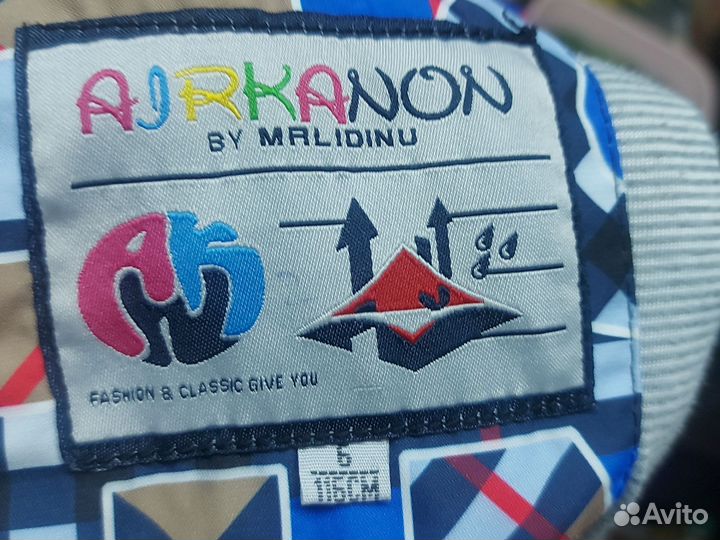 AIRKANON
BY MALIDINU
FASHION & CLASSIC GIVE YOU
6
116CM
Avito